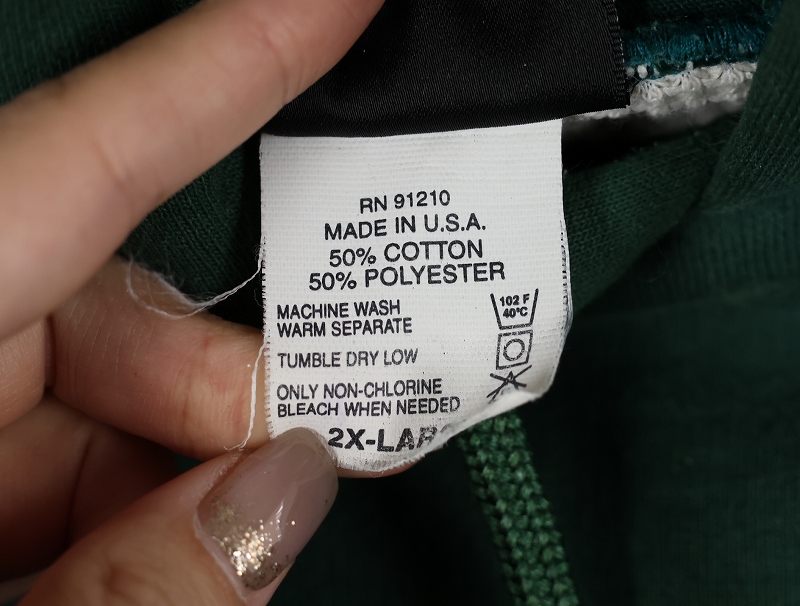 RN 91210
MADE IN U.S.A.
50% COTTON
50% POLYESTER
MACHINE WASH
WARM SEPARATE
102 F
40°C
TUMBLE DRY LOW
ONLY NON-CHLORINE
BLEACH WHEN NEEDED